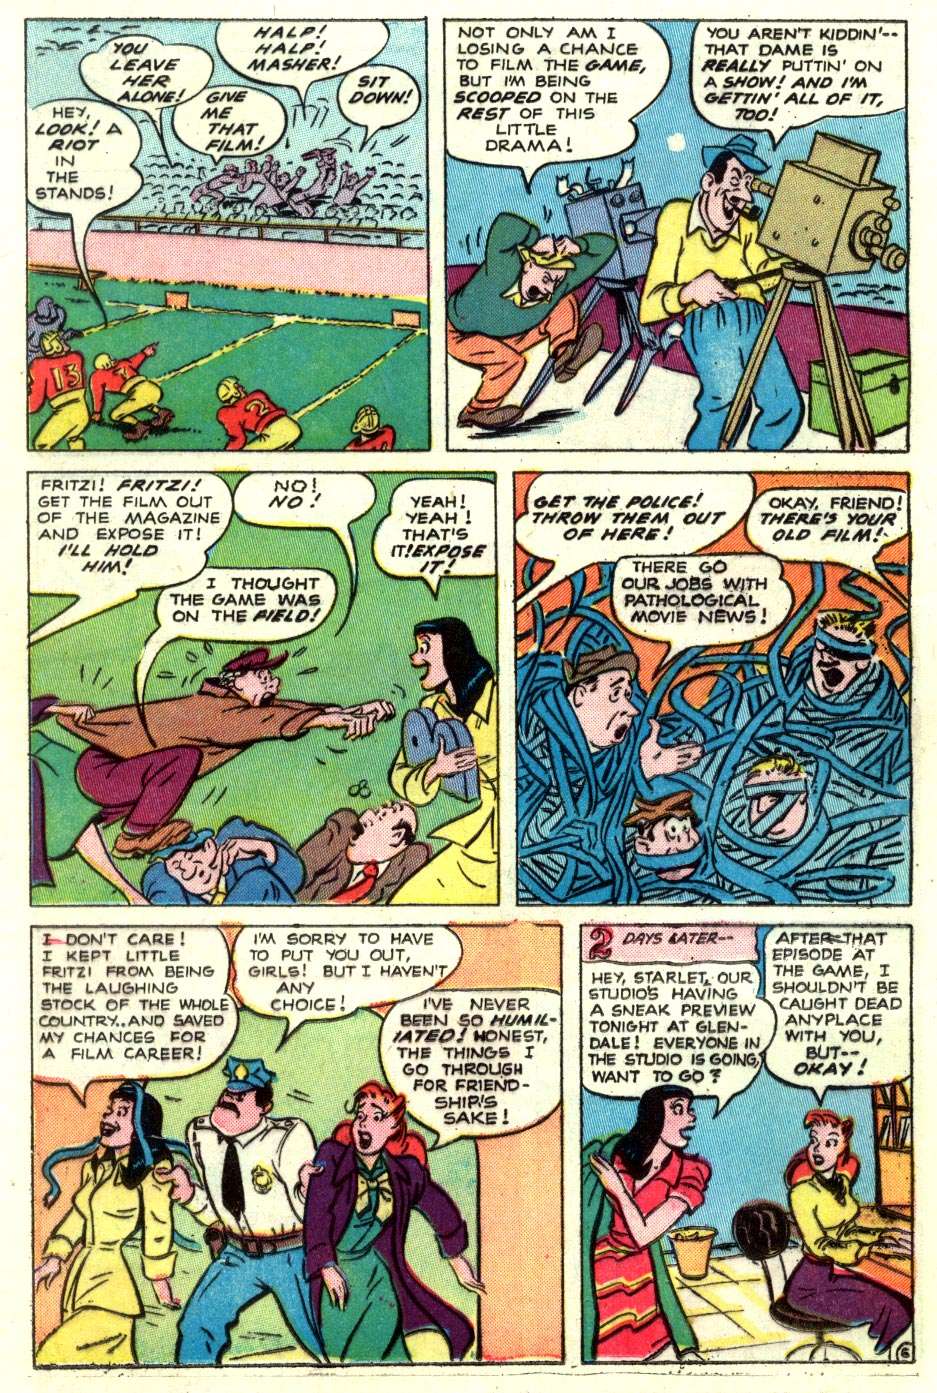 HEY,
LOOK! A
RIOT
IN
THE
STANDS!
YOU
LEAVE
HER
ALONE!
GIVE
ME
THAT
FILM!
HALP!
HALP!
MASHER!
SIT
DOWN!
13
7
2
NOT ONLY AM I
LOSING A CHANCE
TO FILM THE GAME,
BUT I'M BEING
SCOOPED ON THE
REST OF THIS
LITTLE
DRAMA!
YOU AREN'T KIDDIN'--
THAT DAME IS
REALLY PUTTIN' ON
A SHOW! AND I'M
GETTIN' ALL OF IT,
TOO!
FRITZI! FRITZI!
GET THE FILM OUT
OF THE MAGAZINE
AND EXPOSE IT!
I'LL HOLD
HIM!
I THOUGHT
THE GAME WAS
ON THE FIELD!
NO!
NO!
YEAH!
YEAH!
THAT'S
IT! EXPOSE
IT!
GET THE POLICE!
THROW THEM OUT
OF HERE!
THERE GO
OUR JOBS WITH
PATHOLOGICAL
MOVIE NEWS!
OKAY, FRIEND!
THERE'S YOUR
OLD FILM!
I DON'T CARE!
I KEPT LITTLE
FRITZI FROM BEING
THE LAUGHING
STOCK OF THE WHOLE
COUNTRY..AND SAVED
MY CHANCES FOR
A FILM CAREER!
I'M SORRY TO HAVE
TO PUT YOU OUT,
GIRLS! BUT I HAVEN'T
ANY
CHOICE!
I'VE NEVER
BEEN SO HUMIL-
IATED! HONEST,
THE THINGS I
GO THROUGH
FOR FRIEND-
SHIP'S
SAKE!
2 DAYS LATER--
HEY, STARLET, OUR
STUDIO'S HAVING
A SNEAK PREVIEW
TONIGHT AT GLEN-
DALE! EVERYONE IN
THE STUDIO IS GOING,
WANT TO GO?
AFTER THAT
EPISODE AT
THE GAME, I
SHOULDN'T BE
CAUGHT DEAD
ANYPLACE
WITH YOU,
BUT--
OKAY!
6